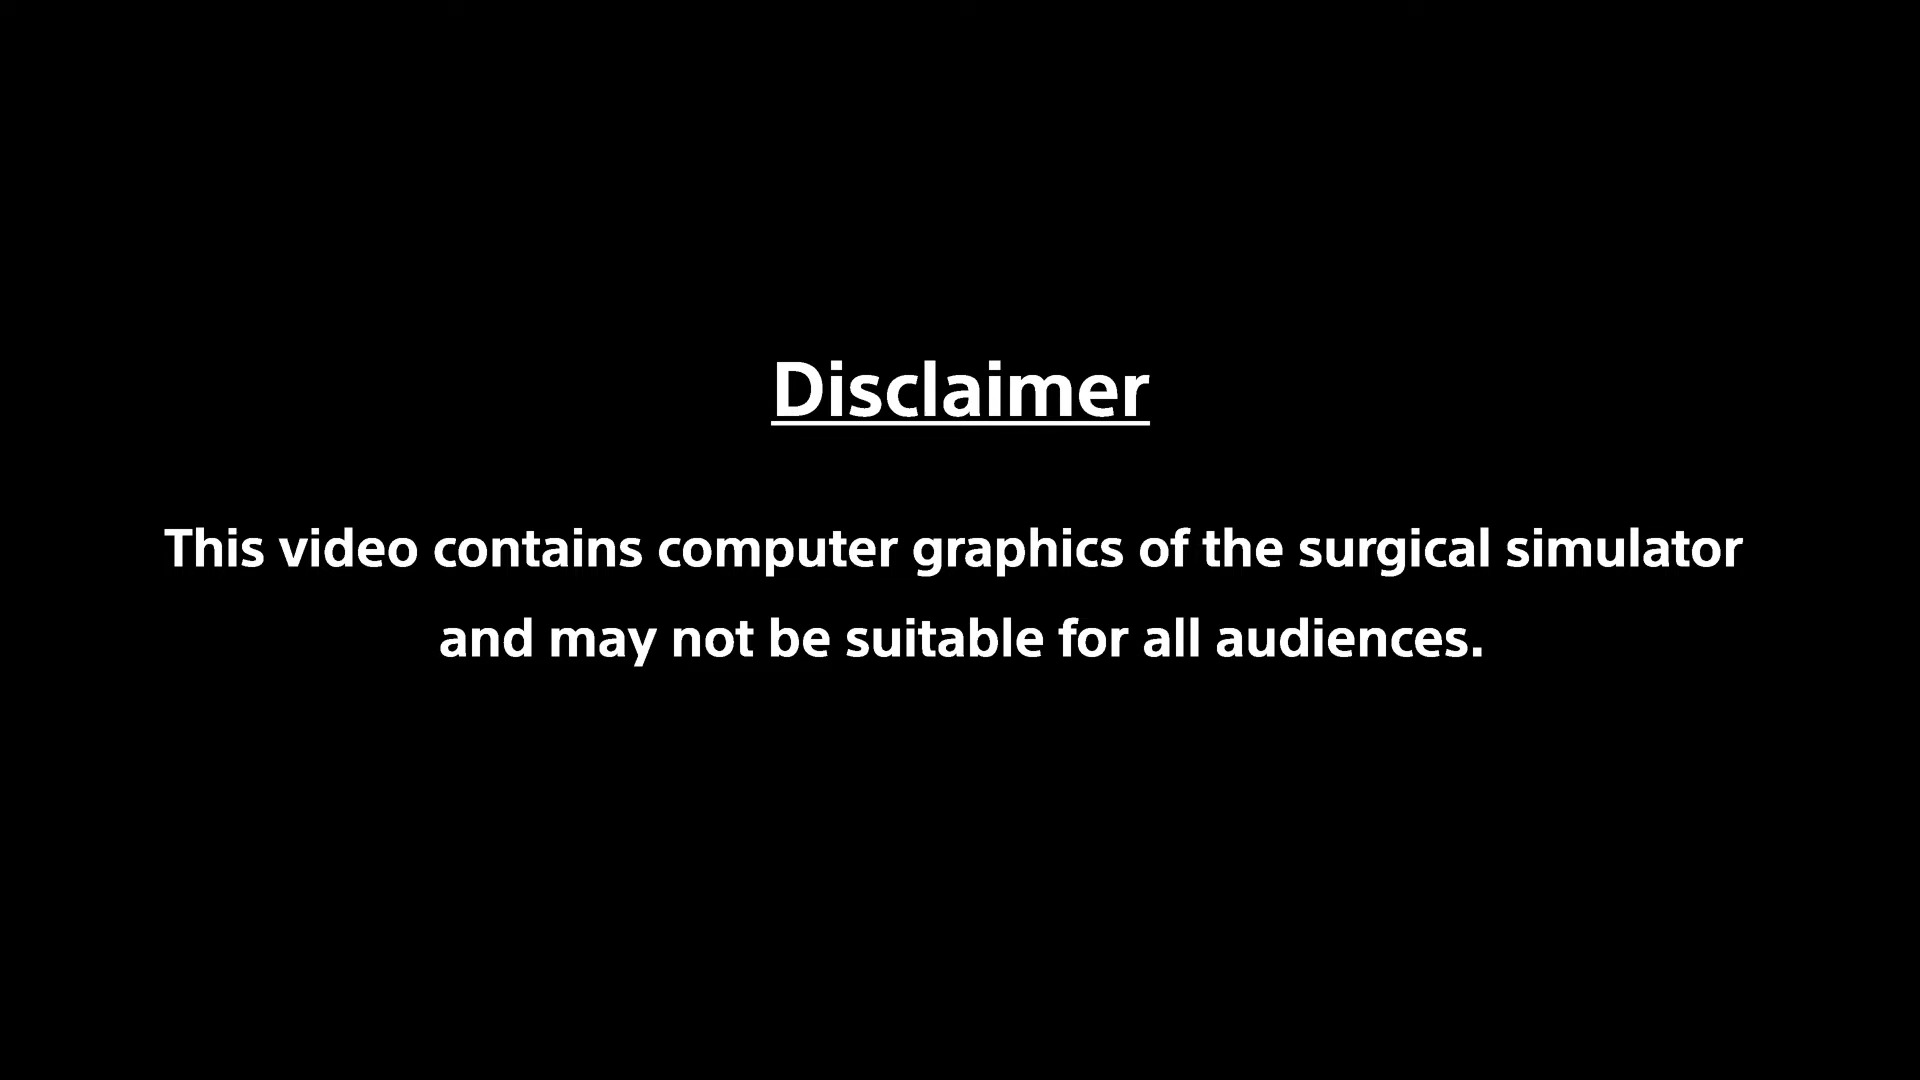 Disclaimer
This video contains computer graphics of the surgical simulator
and may not be suitable for all audiences.